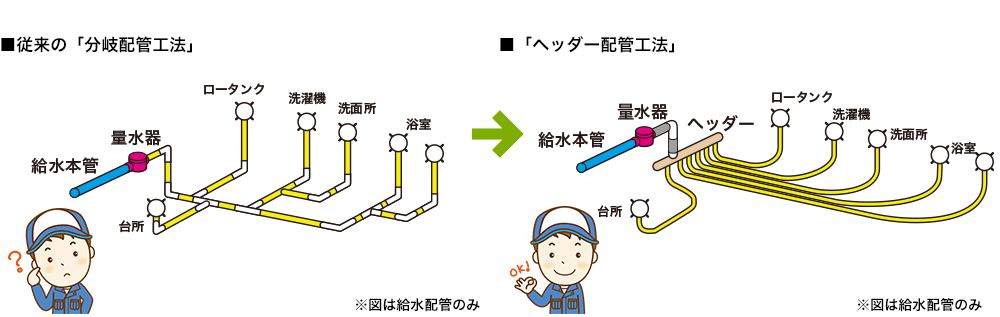 ■従来の「分岐配管工法」
ロータンク
洗濯機
洗面所
浴室
量水器
給水本管
台所
?
※図は給水配管のみ
■「ヘッダー配管工法」
ロータンク
洗濯機
洗面所
浴室
量水器
ヘッダー
給水本管
台所
OK!
※図は給水配管のみ